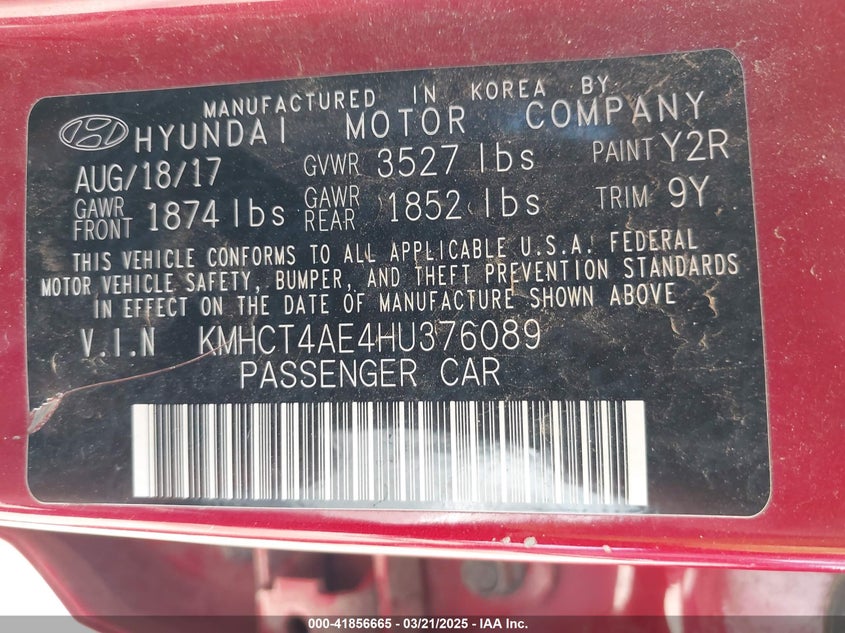 MANUFACTURED IN KOREA BY
HYUNDAI MOTOR COMPANY
AUG/18/17 GVWR 3527 lbs PAINT Y2R
GAWR FRONT 1874 lbs GAWR REAR 1852 lbs TRIM 9Y
THIS VEHICLE CONFORMS TO ALL APPLICABLE U.S.A. FEDERAL
MOTOR VEHICLE SAFETY, BUMPER, AND THEFT PREVENTION STANDARDS
IN EFFECT ON THE DATE OF MANUFACTURE SHOWN ABOVE
V.I.N KMHCT4AE4HU376089
PASSENGER CAR
000-41856665 - 03/21/2025 - IAA Inc.